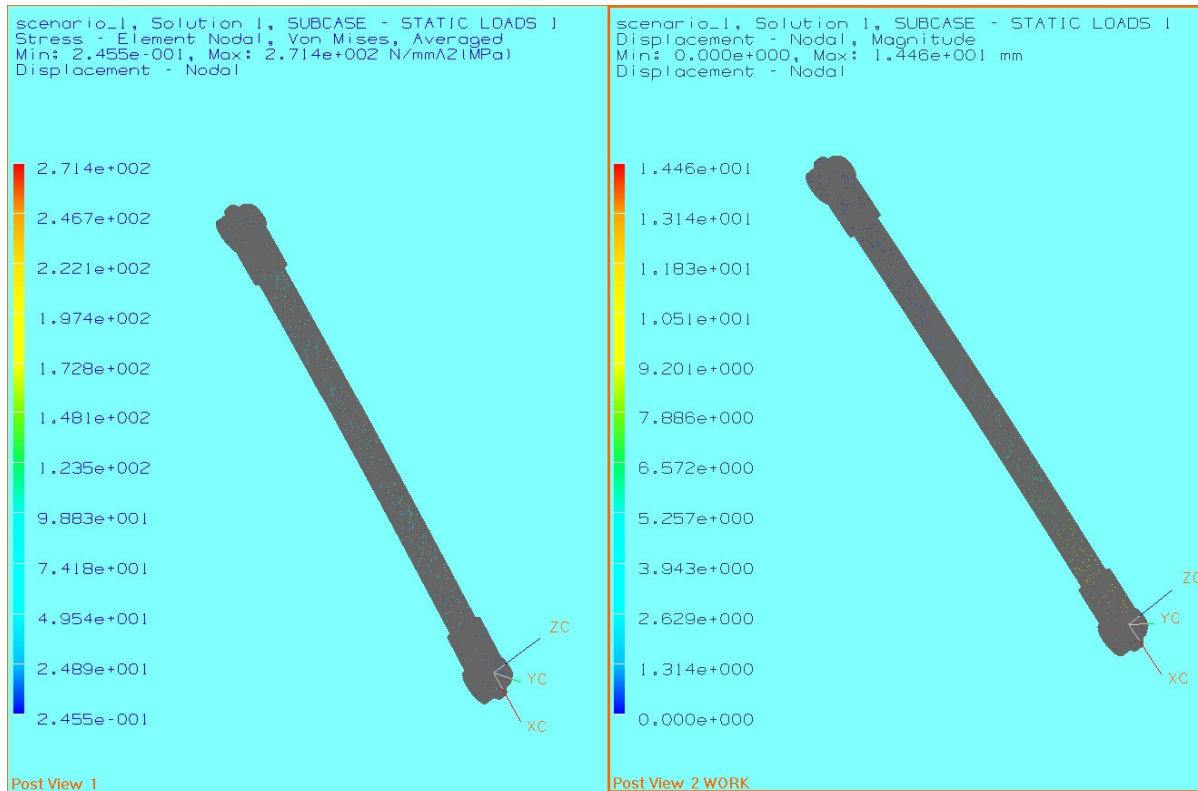 scenario_1, Solution 1, SUBCASE - STATIC LOADS 1
Stress - Element Nodal, Von Mises, Averaged
Min: 2.455e-001, Max: 2.714e+002 N/mm^2(MPa)
Displacement - Nodal
2.714e+002
2.467e+002
2.221e+002
1.974e+002
1.728e+002
1.481e+002
1.235e+002
9.883e+001
7.418e+001
4.954e+001
2.489e+001
2.455e-001
ZC
YC
XC
Post View 1
scenario_1, Solution 1, SUBCASE - STATIC LOADS 1
Displacement - Nodal, Magnitude
Min: 0.000e+000, Max: 1.446e+001 mm
Displacement - Nodal
1.446e+001
1.314e+001
1.183e+001
1.051e+001
9.201e+000
7.886e+000
6.572e+000
5.257e+000
3.943e+000
2.629e+000
1.314e+000
0.000e+000
ZC
YC
XC
Post View 2 WORK